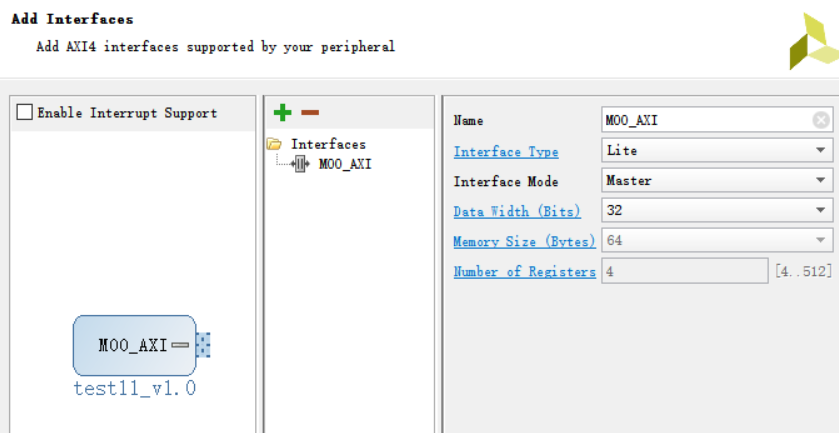 Add Interfaces
Add AXI4 interfaces supported by your peripheral
Enable Interrupt Support
Interfaces
M00_AXI
M00_AXI
test11_v1.0
Name M00_AXI
Interface Type Lite
Interface Mode Master
Data Width (Bits) 32
Memory Size (Bytes) 64
Number of Registers 4 [4..512]